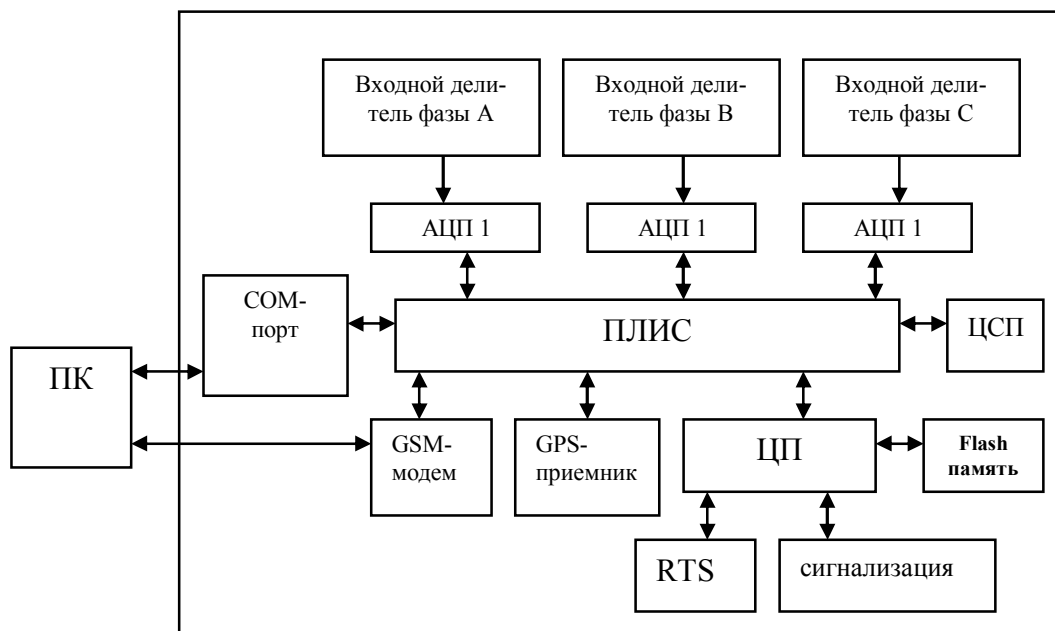 Входной дели-
тель фазы А
Входной дели-
тель фазы В
Входной дели-
тель фазы С
АЦП 1
АЦП 1
АЦП 1
COM-
порт
ПЛИС
ЦСП
ПК
GSM-
модем
GPS-
приемник
ЦП
Flash
память
RTS
сигнализация